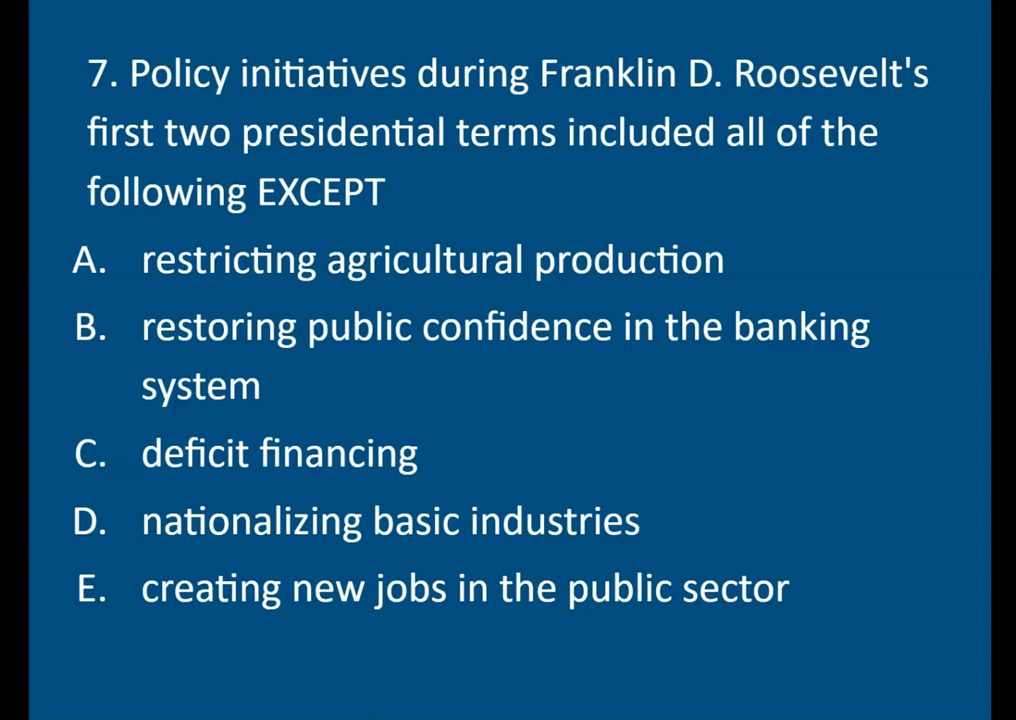 7. Policy initiatives during Franklin D. Roosevelt's
first two presidential terms included all of the
following EXCEPT
A. restricting agricultural production
B. restoring public confidence in the banking
system
C. deficit financing
D. nationalizing basic industries
E. creating new jobs in the public sector